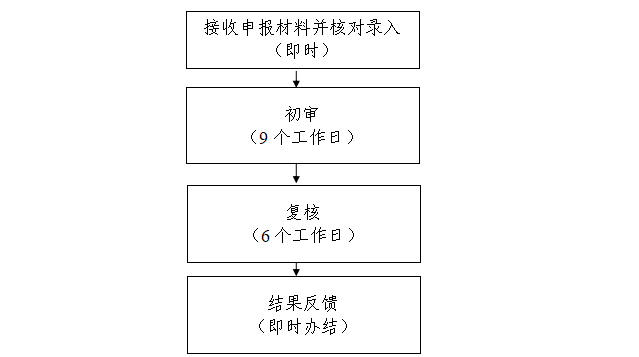 接收申报材料并核对录入
（即时）
初审
（9个工作日）
复核
（6个工作日）
结果反馈
（即时办结）